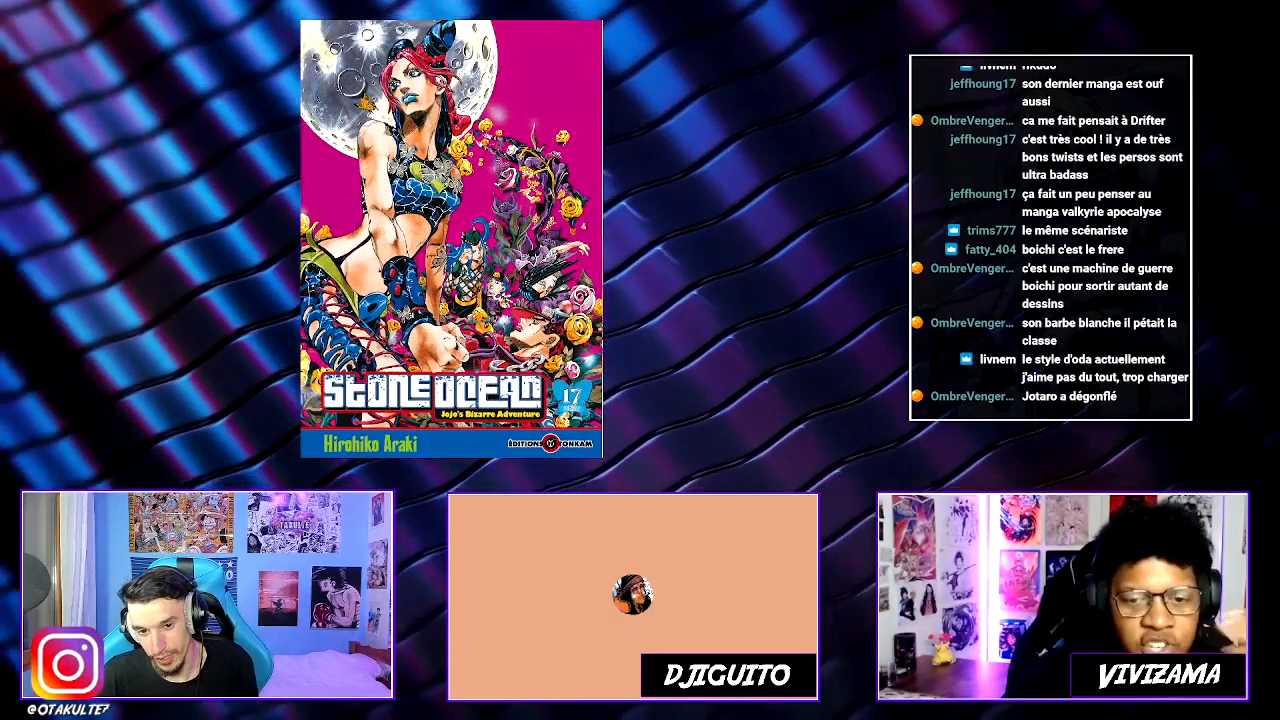 jeffhoung17 son dernier manga est ouf
aussi
OmbreVenger... ca me fait pensait à Drifter
jeffhoung17 c'est très cool ! il y a de très
bons twists et les persos sont
ultra badass
jeffhoung17 ça fait un peu penser au
manga valkyrie apocalyse
trims777 le même scénariste
fatty_404 boichi c'est le frere
OmbreVenger... c'est une machine de guerre
boichi pour sortir autant de
dessins
OmbreVenger... son barbe blanche il pétait la
classe
livnem le style d'oda actuellement
j'aime pas du tout, trop charger
OmbreVenger... Jotaro a dégonflé
STONE OCEAN
17
Jojo's Bizarre Adventure
Hirohiko Araki
ÉDITIONS TONKAM
OTAKULTE
DJIGUITO
VIVIZAMA
@OTAKULTE7